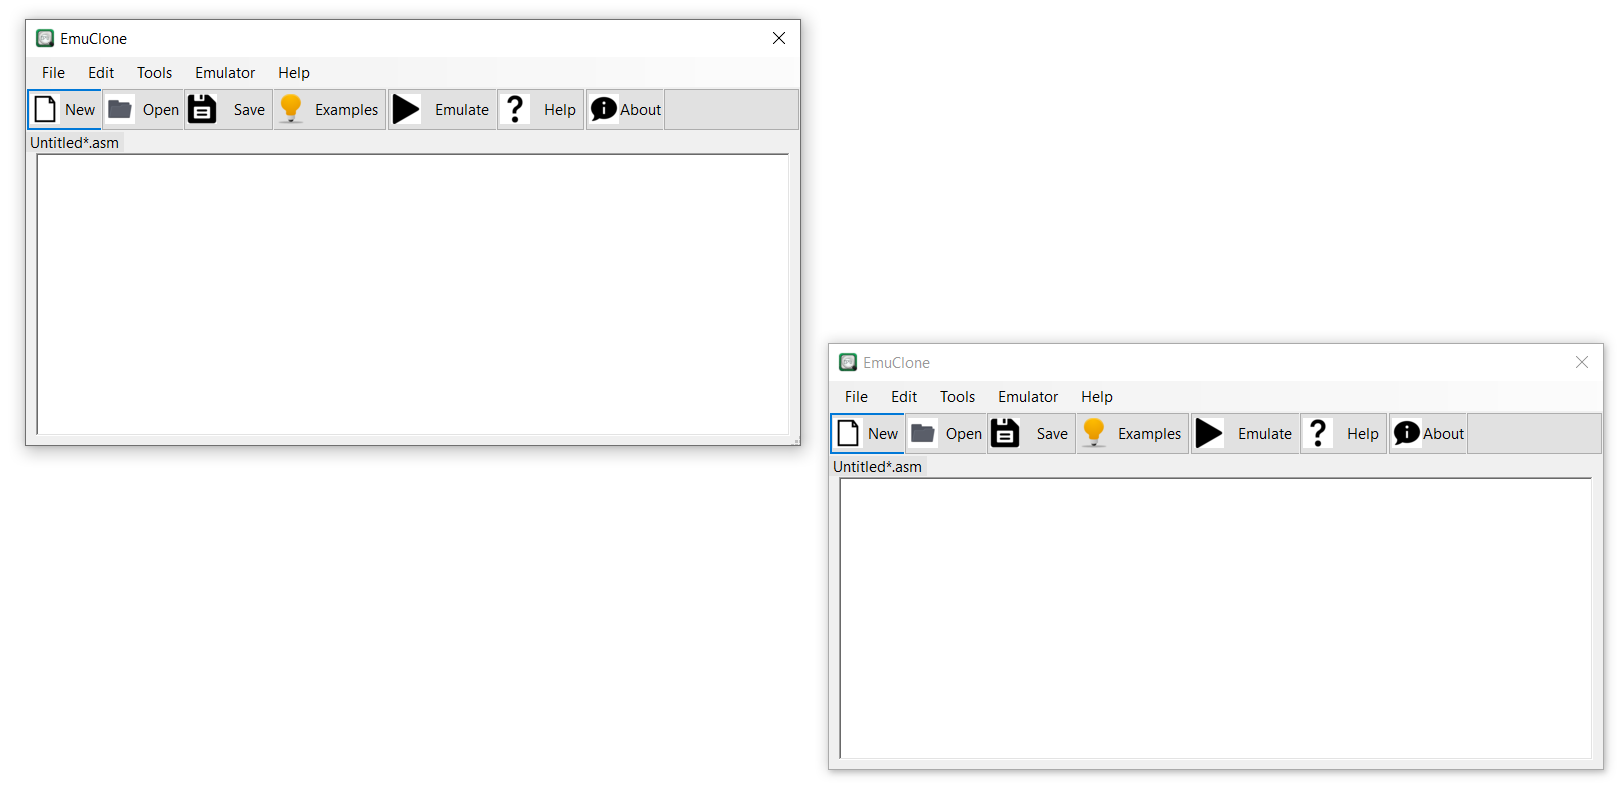 EmuClone
File Edit Tools Emulator Help
New Open Save Examples Emulate Help About
Untitled*.asm
EmuClone
File Edit Tools Emulator Help
New Open Save Examples Emulate Help About
Untitled*.asm